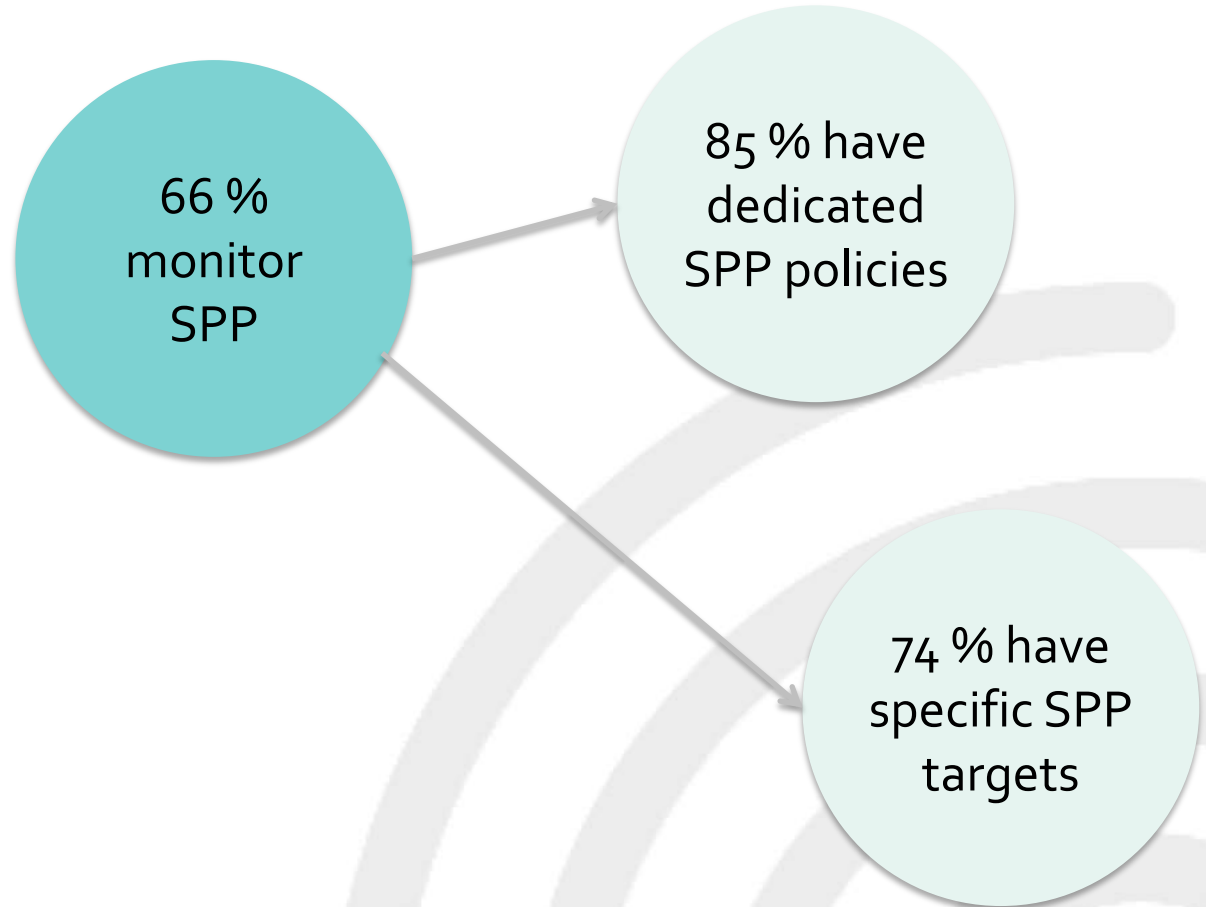 66 %
monitor
SPP
85 % have
dedicated
SPP policies
74 % have
specific SPP
targets